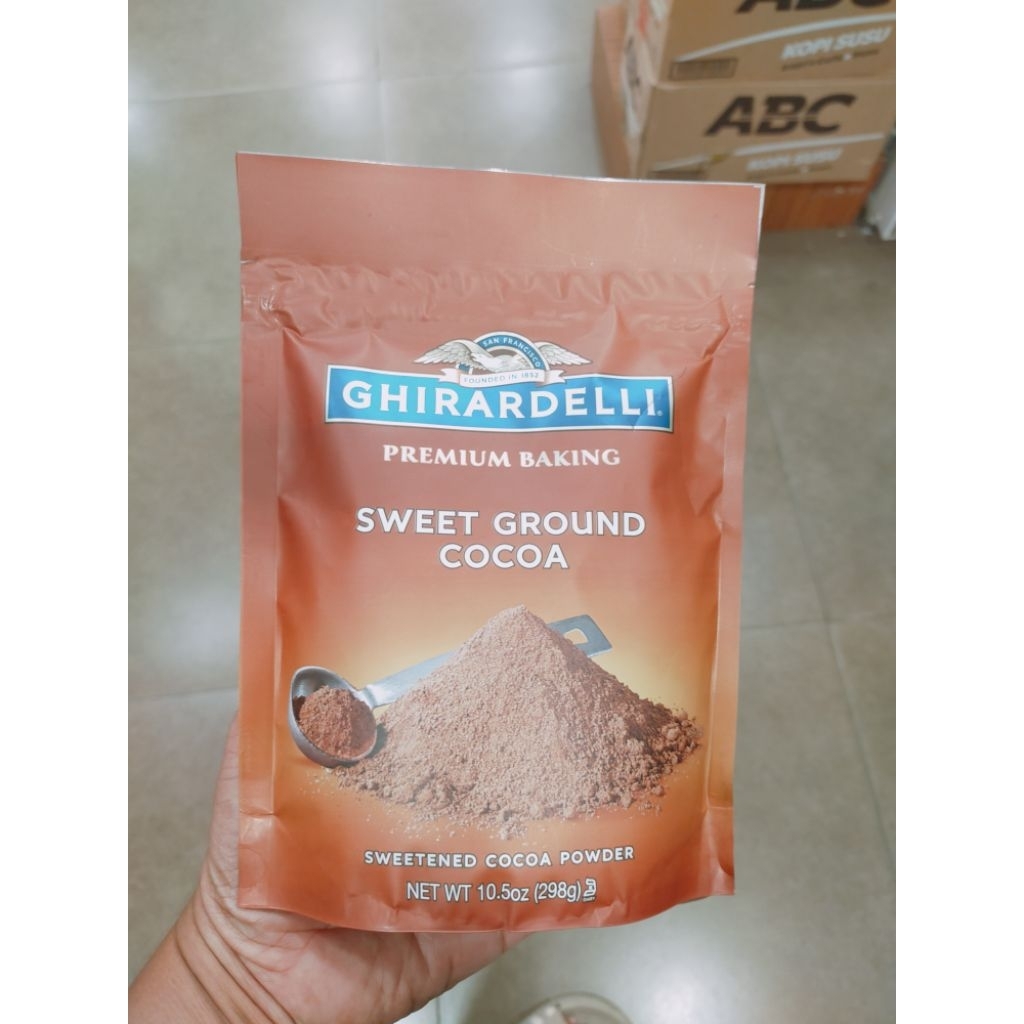 ABC
KOPI SUSU
ABC
KOPI SUSU
SAN FRANCISCO
FOUNDED IN 1852
GHIRARDELLI
PREMIUM BAKING
SWEET GROUND
COCOA
SWEETENED COCOA POWDER
NET WT 10.5oz (298g)